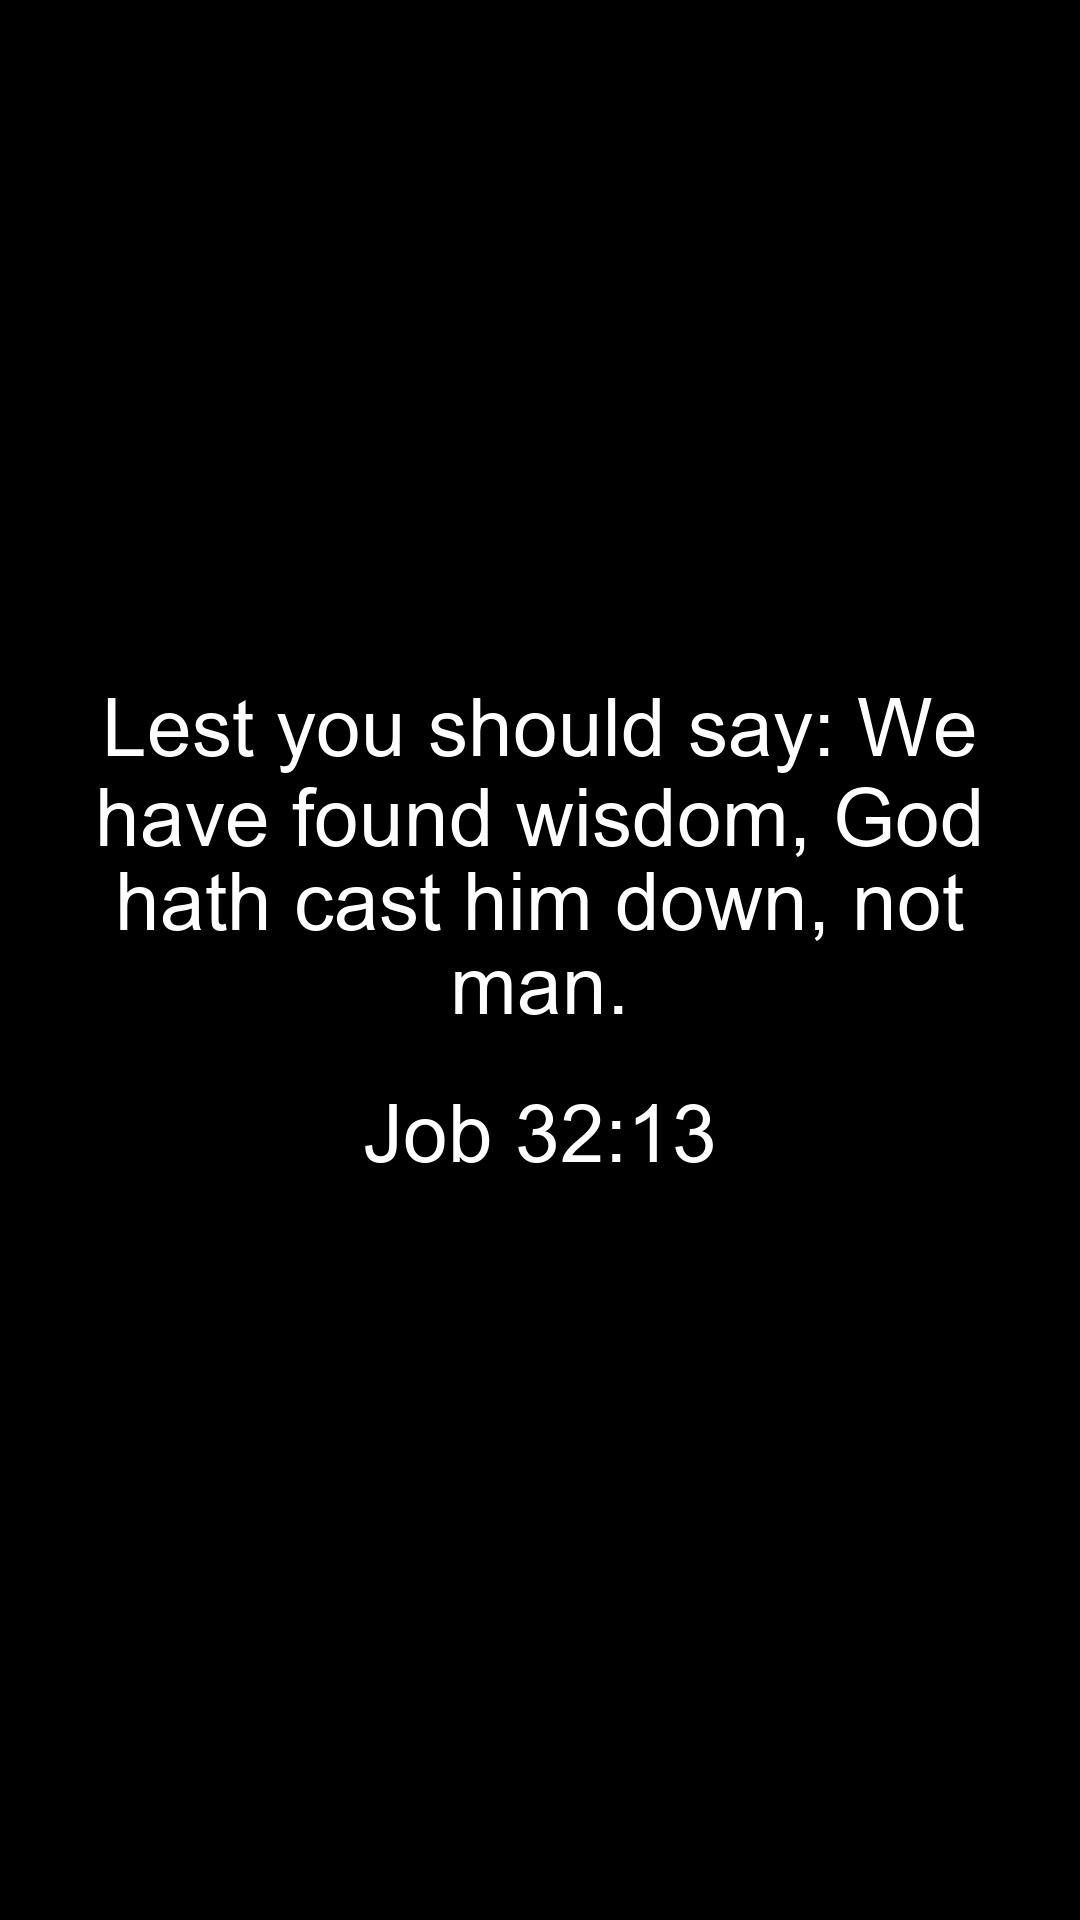 Lest you should say: We
have found wisdom, God
hath cast him down, not
man.
Job 32:13